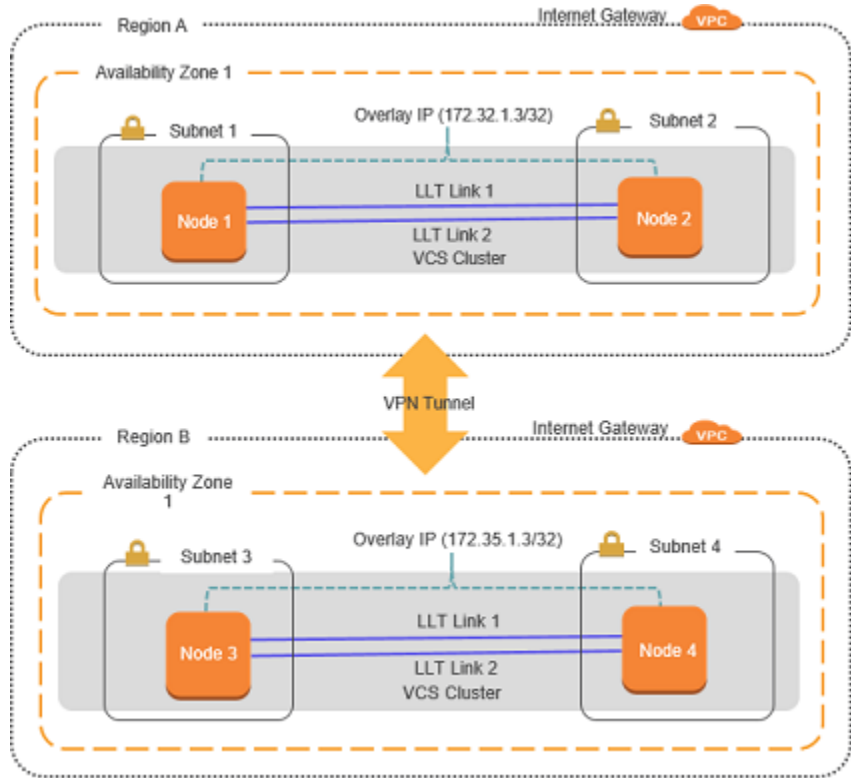 Region A
Internet Gateway
VPC
Availability Zone 1
Overlay IP (172.32.1.3/32)
Subnet 1
Subnet 2
LLT Link 1
Node 1
Node 2
LLT Link 2
VCS Cluster
VPN Tunnel
Region B
Internet Gateway
VPC
Availability Zone
1
Overlay IP (172.35.1.3/32)
Subnet 3
Subnet 4
LLT Link 1
Node 3
Node 4
LLT Link 2
VCS Cluster